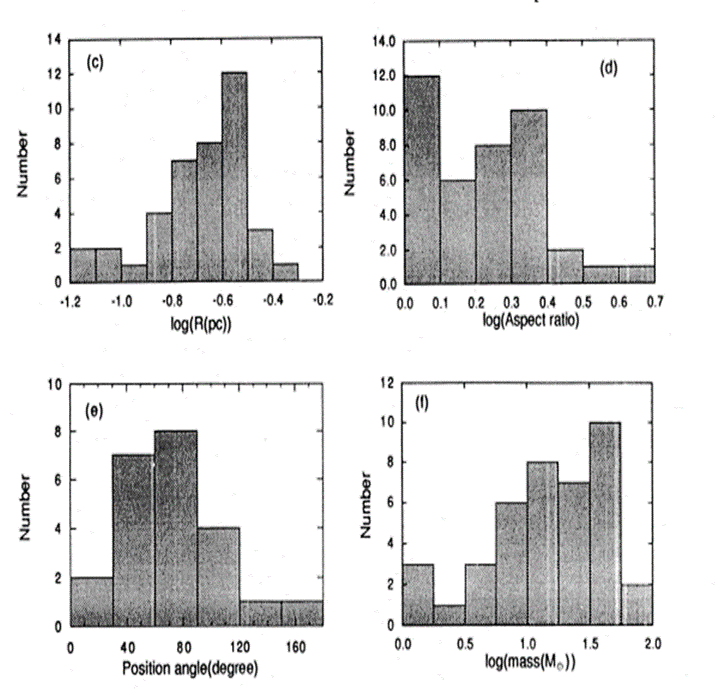 (c)
14
12
10
8
6
4
2
0
Number
-1.2 -1.0 -0.8 -0.6 -0.4 -0.2
log(R(pc))
(d)
14.0
12.0
10.0
8.0
6.0
4.0
2.0
0.0
Number
0.0 0.1 0.2 0.3 0.4 0.5 0.6 0.7
log(Aspect ratio)
(e)
10
8
6
4
2
0
Number
0 40 80 120 160
Position angle(degree)
(f)
12
10
8
6
4
2
0
Number
0.0 0.5 1.0 1.5 2.0
log(mass(M☉))